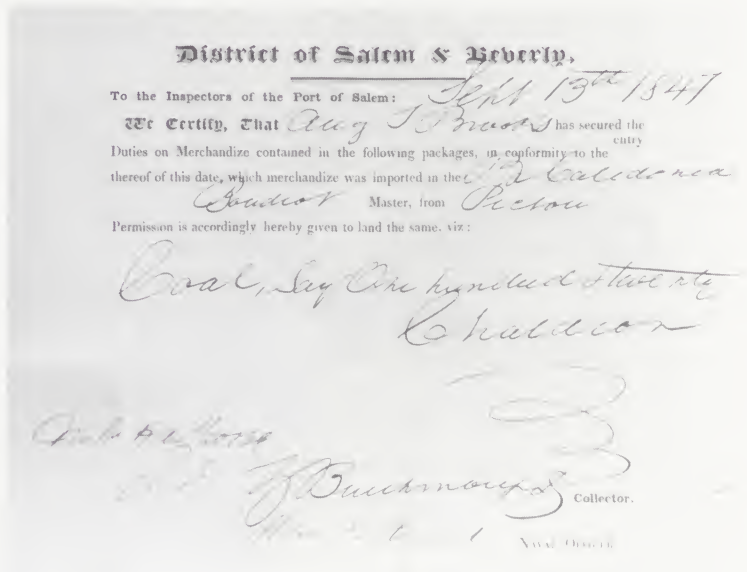 District of Salem & Beverly.
To the Inspectors of the Port of Salem: Sept 13th 1847
We Certify, That Aug T Brooks has secured the
entry
Duties on Merchandize contained in the following packages, in conformity to the
thereof of this date, which merchandize was imported in the Caledonia
Boudrot Master, from Pictou
Permission is accordingly hereby given to land the same, viz:
Coal, Say One hundred & twenty
Chaldron
Collector.
Naval Officer.